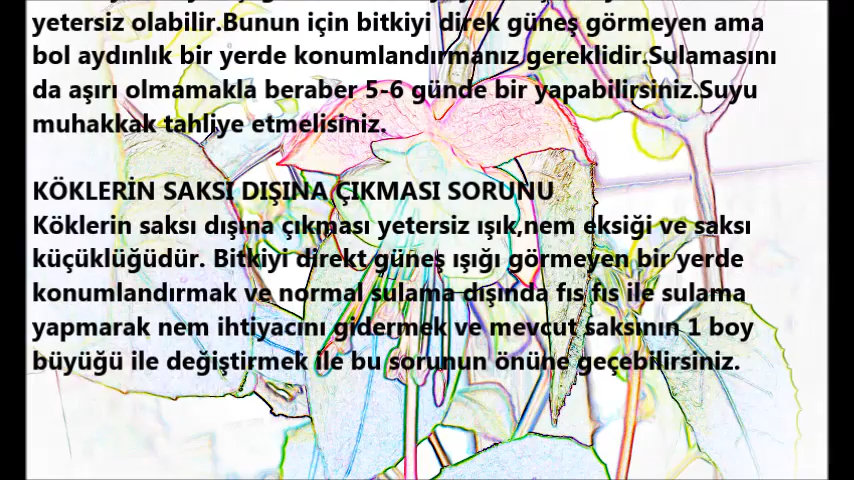 yetersiz olabilir.Bunun için bitkiyi direk güneş görmeyen ama
bol aydınlık bir yerde konumlandırmanız gereklidir.Sulamasını
da aşırı olmamakla beraber 5-6 günde bir yapabilirsiniz.Suyu
muhakkak tahliye etmelisiniz.
KÖKLERİN SAKSI DIŞINA ÇIKMASI SORUNU
Köklerin saksı dışına çıkması yetersiz ışık,nem eksiği ve saksı
küçüklüğüdür. Bitkiyi direkt güneş ışığı görmeyen bir yerde
konumlandırmak ve normal sulama dışında fıs fıs ile sulama
yapmarak nem ihtiyacını gidermek ve mevcut saksının 1 boy
büyüğü ile değiştirmek ile bu sorunun önüne geçebilirsiniz.